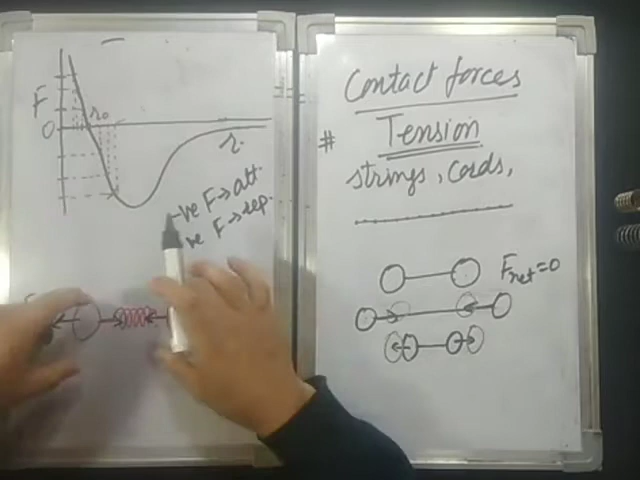 F
r₀
0
r.
-ve F→att.
ve F→rep.
Contact forces
# Tension
strings, cords,
Fnet=0